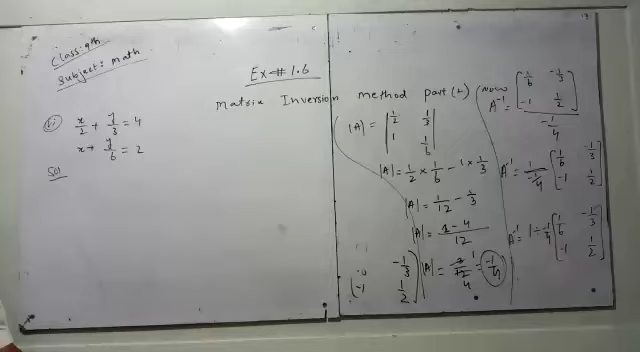 Class: 9th
Subject: math
Ex # 1.6
Matrix Inversion method part (+)
x/2 + y/3 = 4
x + y/6 = 2
Sol
|A| = |1/2 1/3|
|1 1/6|
|A| = 1/2 × 1/6 - 1 × 1/3
|A| = 1/12 - 1/3
|A| = 1-4/12
-1/3
-1 1/2
Now
A⁻¹ = [1/6 -1/3]
[-1 1/2]
-1/4
A⁻¹ = 1/-1/4 [1/6 -1/3]
[-1 1/2]
A⁻¹ = 1 ÷ -1/4 [1/6 -1/3]
[-1 1/2]